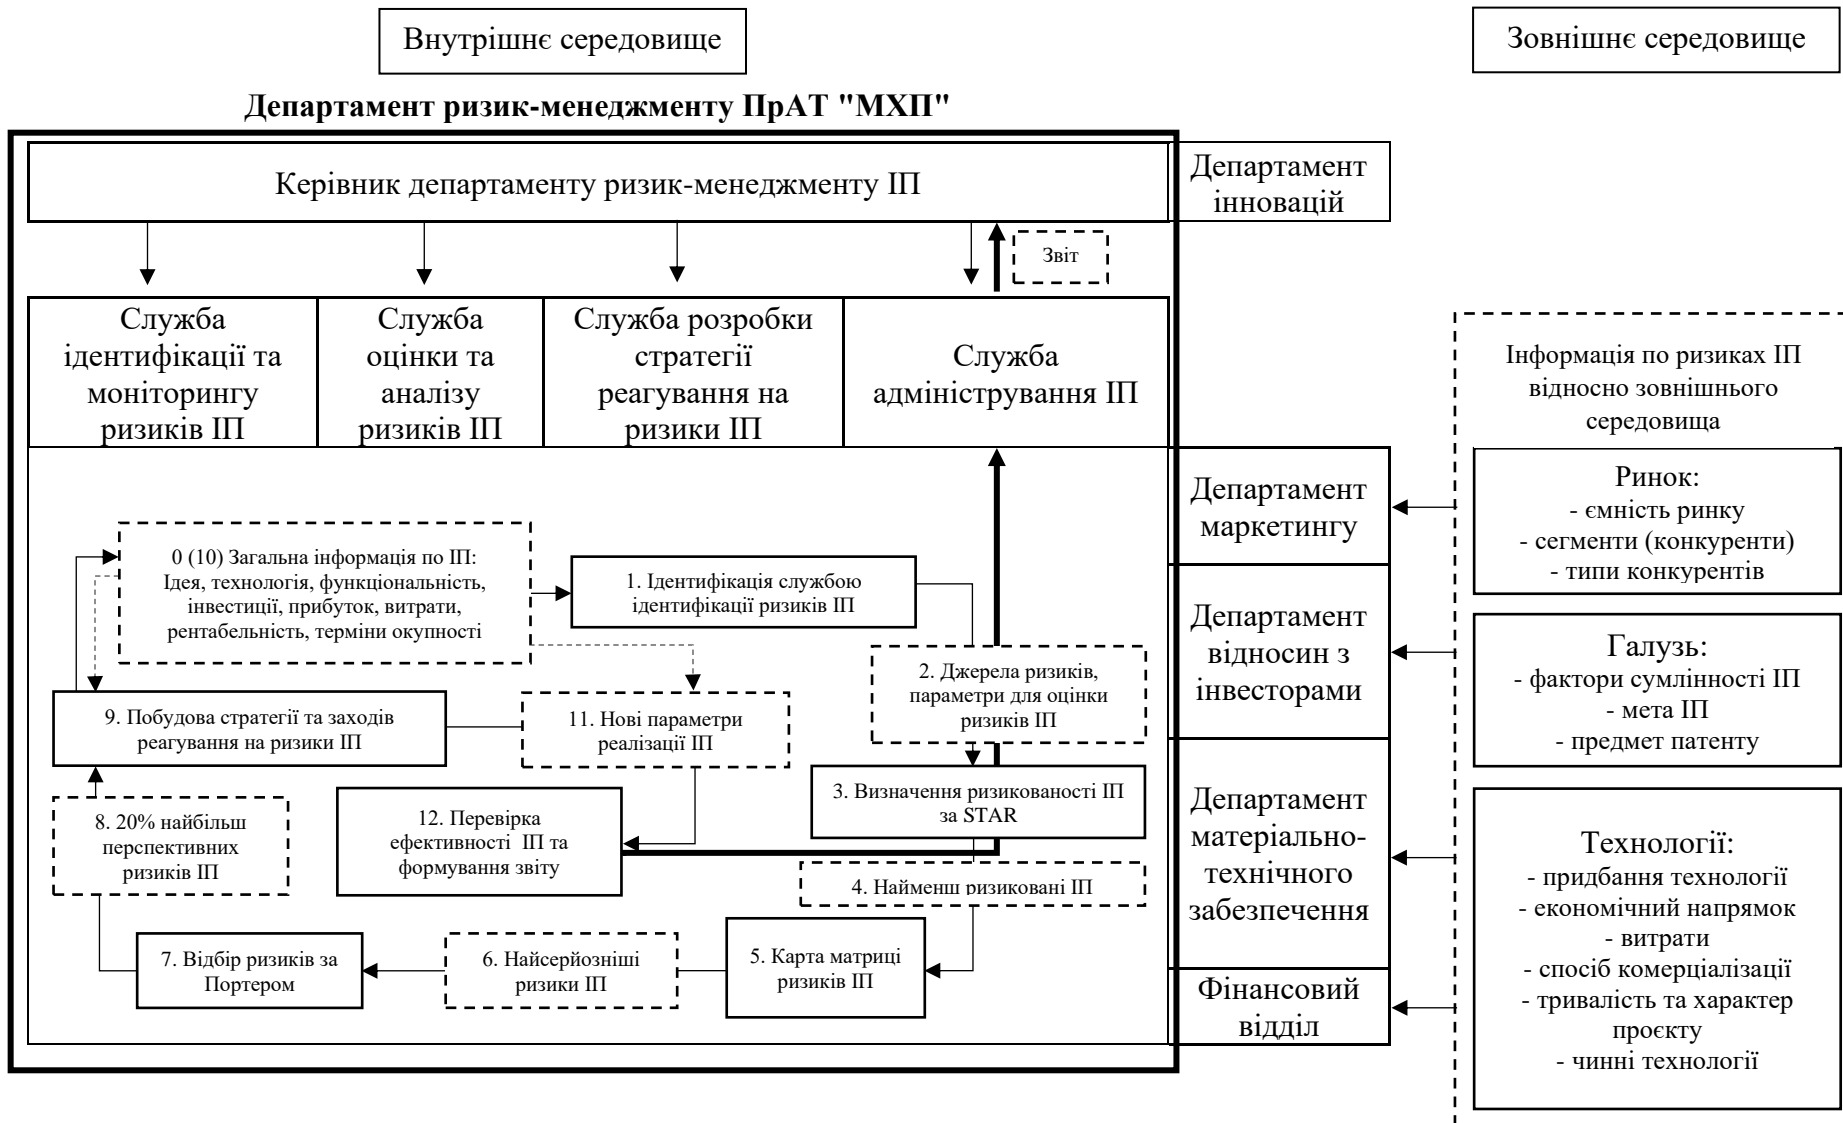 Внутрішнє середовище
Зовнішнє середовище
Департамент ризик-менеджменту ПрАТ "МХП"
Керівник департаменту ризик-менеджменту ІП
Департамент
інновацій
Звіт
Служба
ідентифікації та
моніторингу
ризиків ІП
Служба
оцінки та
аналізу
ризиків ІП
Служба розробки
стратегії
реагування на
ризики ІП
Служба
адміністрування ІП
Інформація по ризиках ІП
відносно зовнішнього
середовища
Департамент
маркетингу
Департамент
відносин з
інвесторами
Департамент
матеріально-
технічного
забезпечення
Фінансовий
відділ
Ринок:
- ємність ринку
- сегменти (конкуренти)
- типи конкурентів
Галузь:
- фактори сумлінності ІП
- мета ІП
- предмет патенту
Технології:
- придбання технології
- економічний напрямок
- витрати
- спосіб комерціалізації
- тривалість та характер
проєкту
- чинні технології
0 (10) Загальна інформація по ІП:
Ідея, технологія, функціональність,
інвестиції, прибуток, витрати,
рентабельність, терміни окупності
1. Ідентифікація службою
ідентифікації ризиків ІП
2. Джерела ризиків,
параметри для оцінки
ризиків ІП
3. Визначення ризикованості ІП
за STAR
4. Найменш ризиковані ІП
5. Карта матриці
ризиків ІП
6. Найсерйозніші
ризики ІП
7. Відбір ризиків за
Портером
8. 20% найбільш
перспективних
ризиків ІП
9. Побудова стратегії та заходів
реагування на ризики ІП
11. Нові параметри
реалізації ІП
12. Перевірка
ефективності ІП та
формування звіту